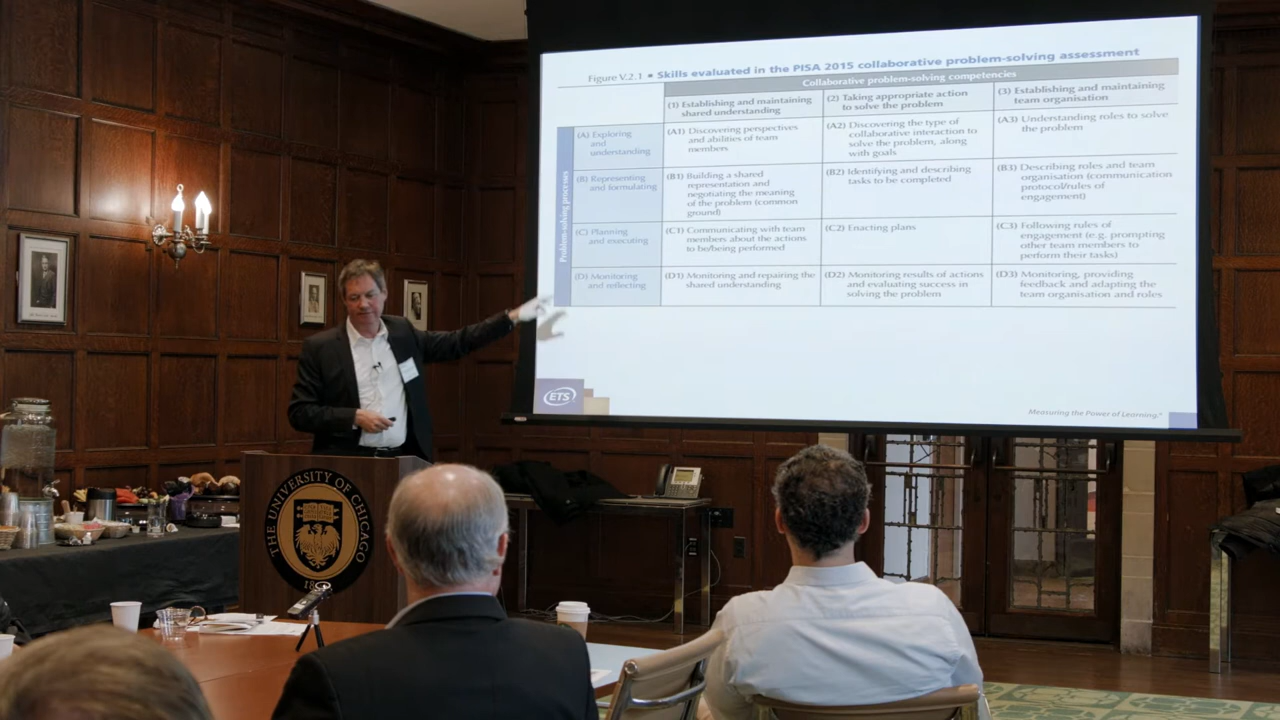 Figure V.2.1 • Skills evaluated in the PISA 2015 collaborative problem-solving assessment
Collaborative problem-solving competencies
(1) Establishing and maintaining
shared understanding
(2) Taking appropriate action
to solve the problem
(3) Establishing and maintaining
team organisation
Problem-solving processes
(A) Exploring
and
understanding
(A1) Discovering perspectives
and abilities of team
members
(A2) Discovering the type of
collaborative interaction to
solve the problem, along
with goals
(A3) Understanding roles to solve
the problem
(B) Representing
and formulating
(B1) Building a shared
representation and
negotiating the meaning
of the problem (common
ground)
(B2) Identifying and describing
tasks to be completed
(B3) Describing roles and team
organisation (communication
protocol/rules of
engagement)
(C) Planning
and executing
(C1) Communicating with team
members about the actions
to be/being performed
(C2) Enacting plans
(C3) Following rules of
engagement (e.g. prompting
other team members to
perform their tasks)
(D) Monitoring
and reflecting
(D1) Monitoring and repairing the
shared understanding
(D2) Monitoring results of actions
and evaluating success in
solving the problem
(D3) Monitoring, providing
feedback and adapting the
team organisation and roles
ETS
Measuring the Power of Learning.®
THE UNIVERSITY OF CHICAGO